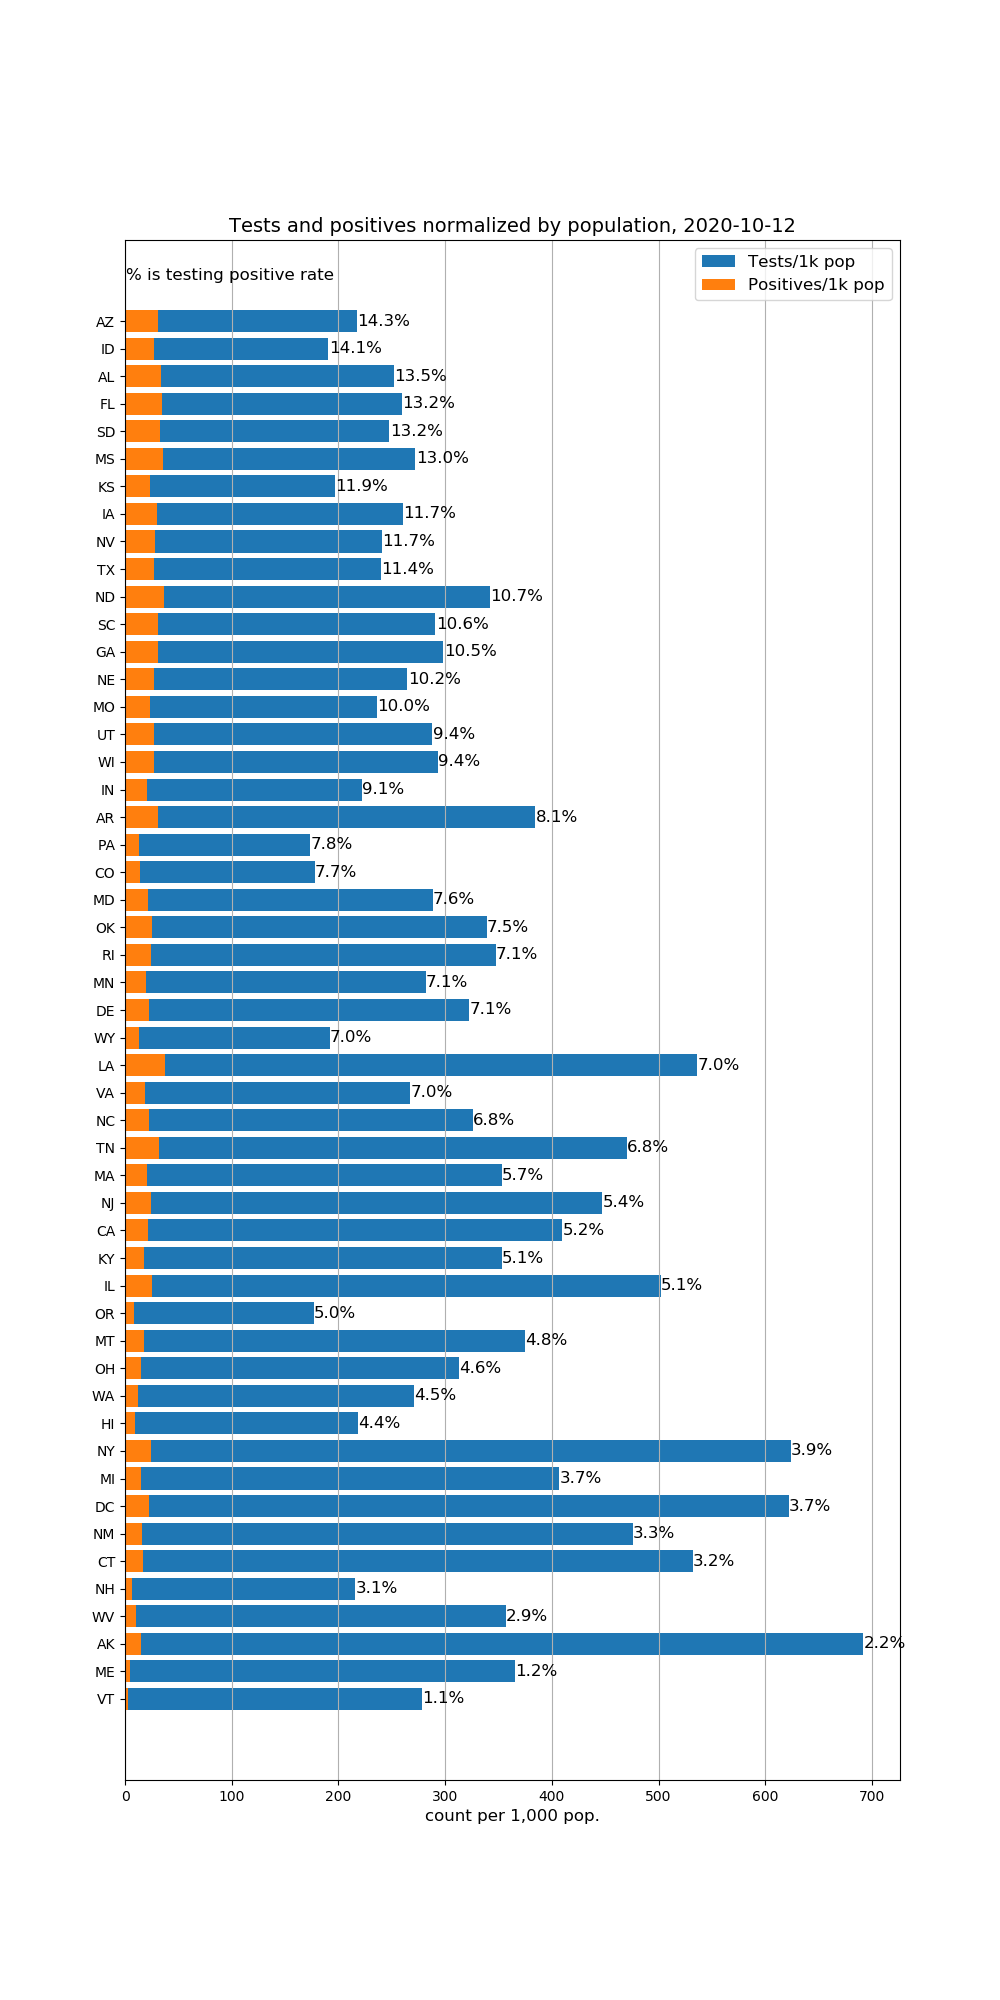 Tests and positives normalized by population, 2020-10-12
% is testing positive rate
Tests/1k pop
Positives/1k pop
AZ 14.3%
ID 14.1%
AL 13.5%
FL 13.2%
SD 13.2%
MS 13.0%
KS 11.9%
IA 11.7%
NV 11.7%
TX 11.4%
ND 10.7%
SC 10.6%
GA 10.5%
NE 10.2%
MO 10.0%
UT 9.4%
WI 9.4%
IN 9.1%
AR 8.1%
PA 7.8%
CO 7.7%
MD 7.6%
OK 7.5%
RI 7.1%
MN 7.1%
DE 7.1%
WY 7.0%
LA 7.0%
VA 7.0%
NC 6.8%
TN 6.8%
MA 5.7%
NJ 5.4%
CA 5.2%
KY 5.1%
IL 5.1%
OR 5.0%
MT 4.8%
OH 4.6%
WA 4.5%
HI 4.4%
NY 3.9%
MI 3.7%
DC 3.7%
NM 3.3%
CT 3.2%
NH 3.1%
WV 2.9%
AK 2.2%
ME 1.2%
VT 1.1%
0 100 200 300 400 500 600 700
count per 1,000 pop.